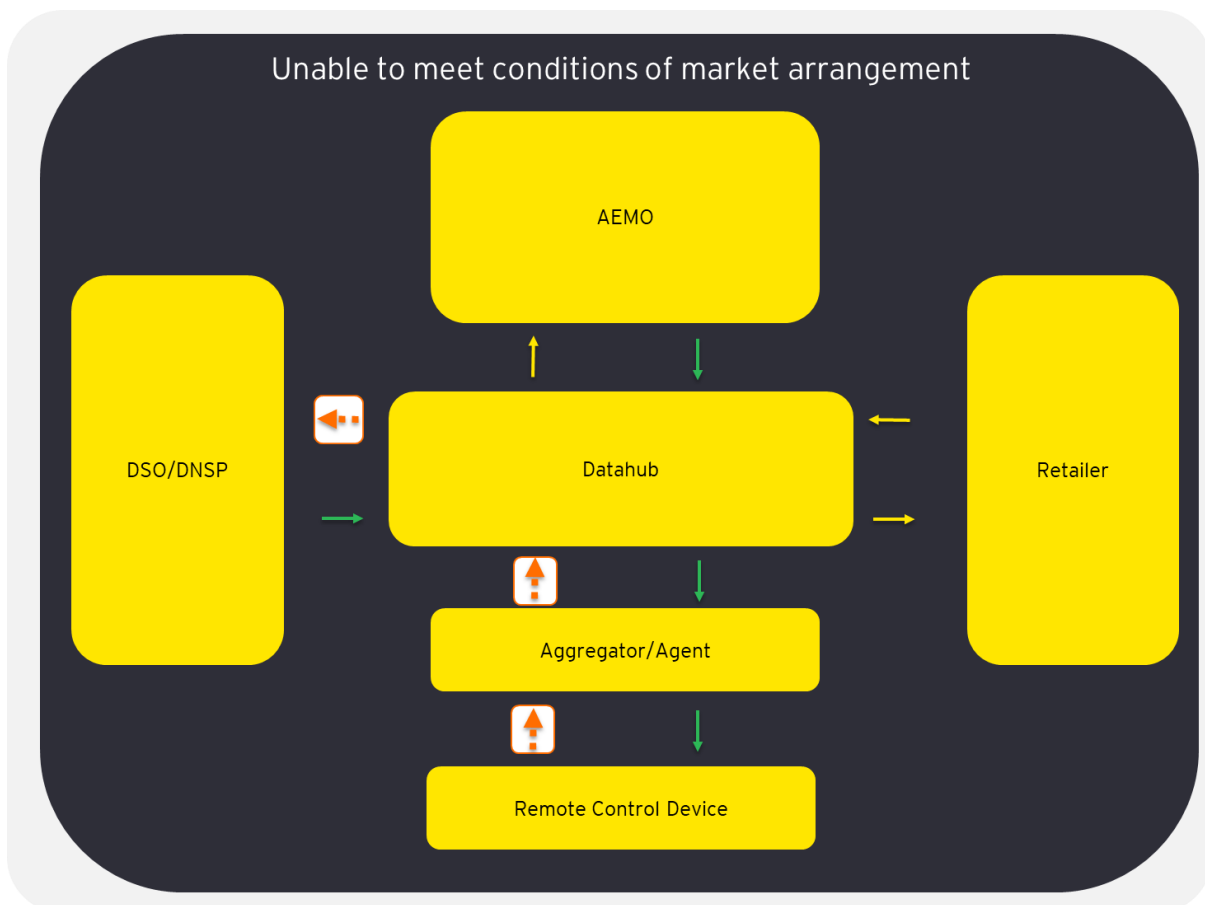 Unable to meet conditions of market arrangement
AEMO
DSO/DNSP
Datahub
Retailer
Aggregator/Agent
Remote Control Device